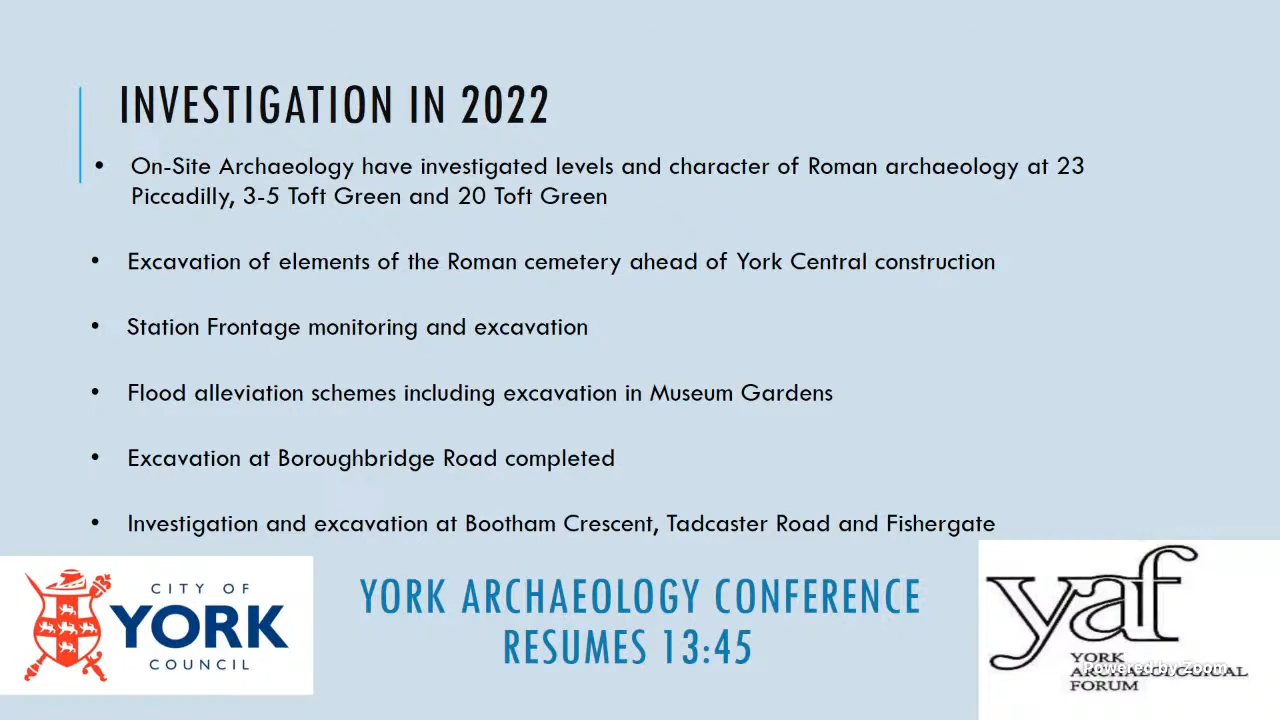 INVESTIGATION IN 2022
• On-Site Archaeology have investigated levels and character of Roman archaeology at 23
Piccadilly, 3-5 Toft Green and 20 Toft Green
• Excavation of elements of the Roman cemetery ahead of York Central construction
• Station Frontage monitoring and excavation
• Flood alleviation schemes including excavation in Museum Gardens
• Excavation at Boroughbridge Road completed
• Investigation and excavation at Bootham Crescent, Tadcaster Road and Fishergate
CITY OF
YORK
COUNCIL
YORK ARCHAEOLOGY CONFERENCE
RESUMES 13:45
yaf
YORK
ARCHAEOLOGICAL
FORUM
Powered by Zoom